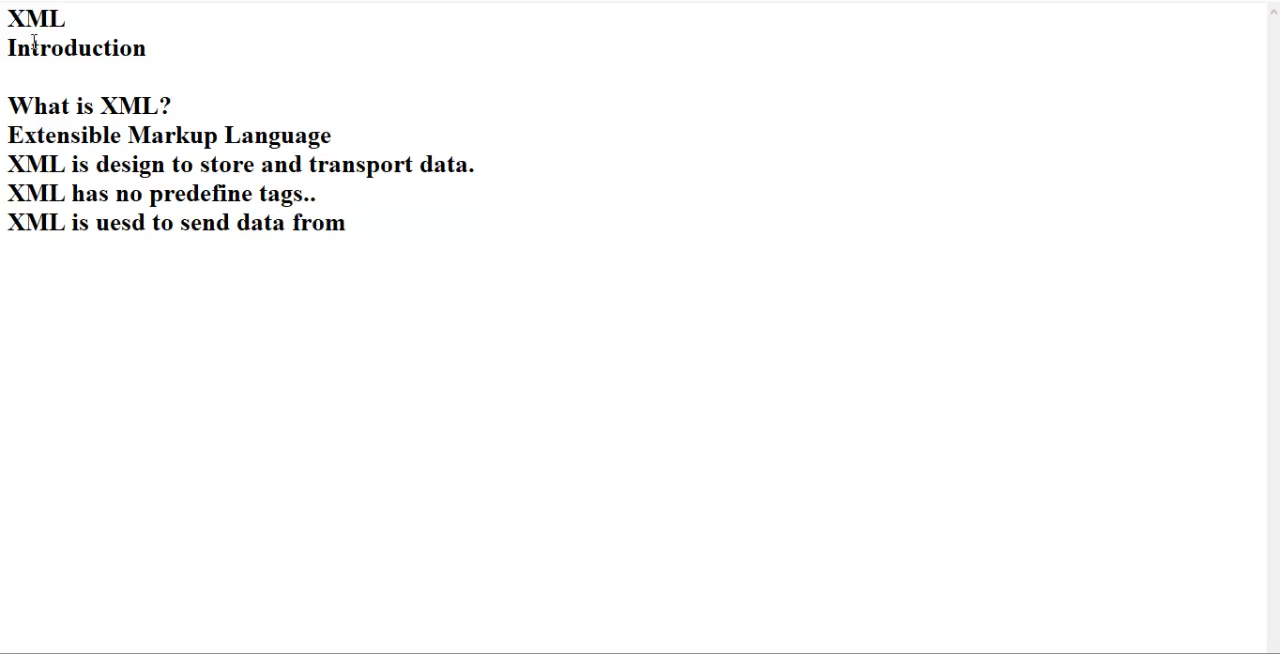 XML
Introduction
What is XML?
Extensible Markup Language
XML is design to store and transport data.
XML has no predefine tags..
XML is uesd to send data from